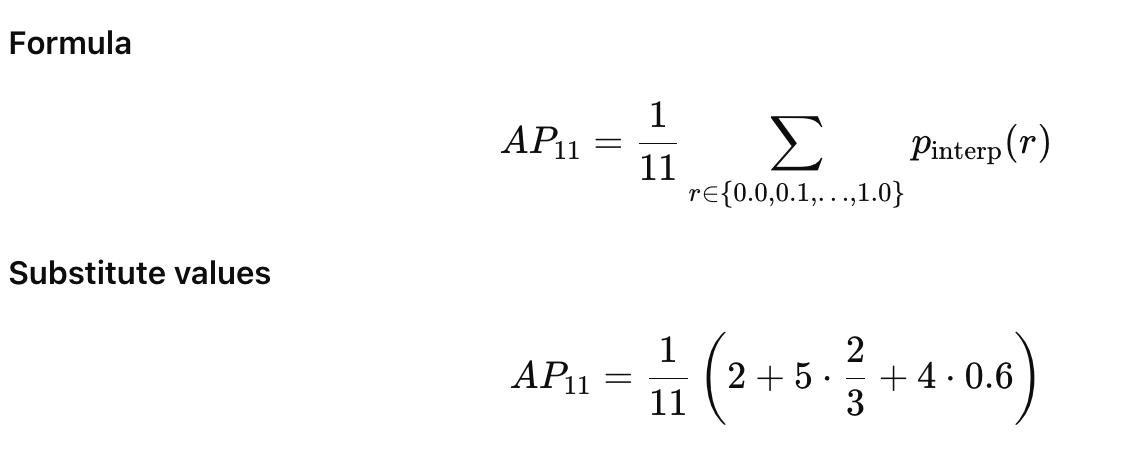 Formula
AP₁₁ = 1/11 ∑ r∈{0.0,0.1,…,1.0} p_interp(r)
Substitute values
AP₁₁ = 1/11 (2 + 5 · 2/3 + 4 · 0.6)